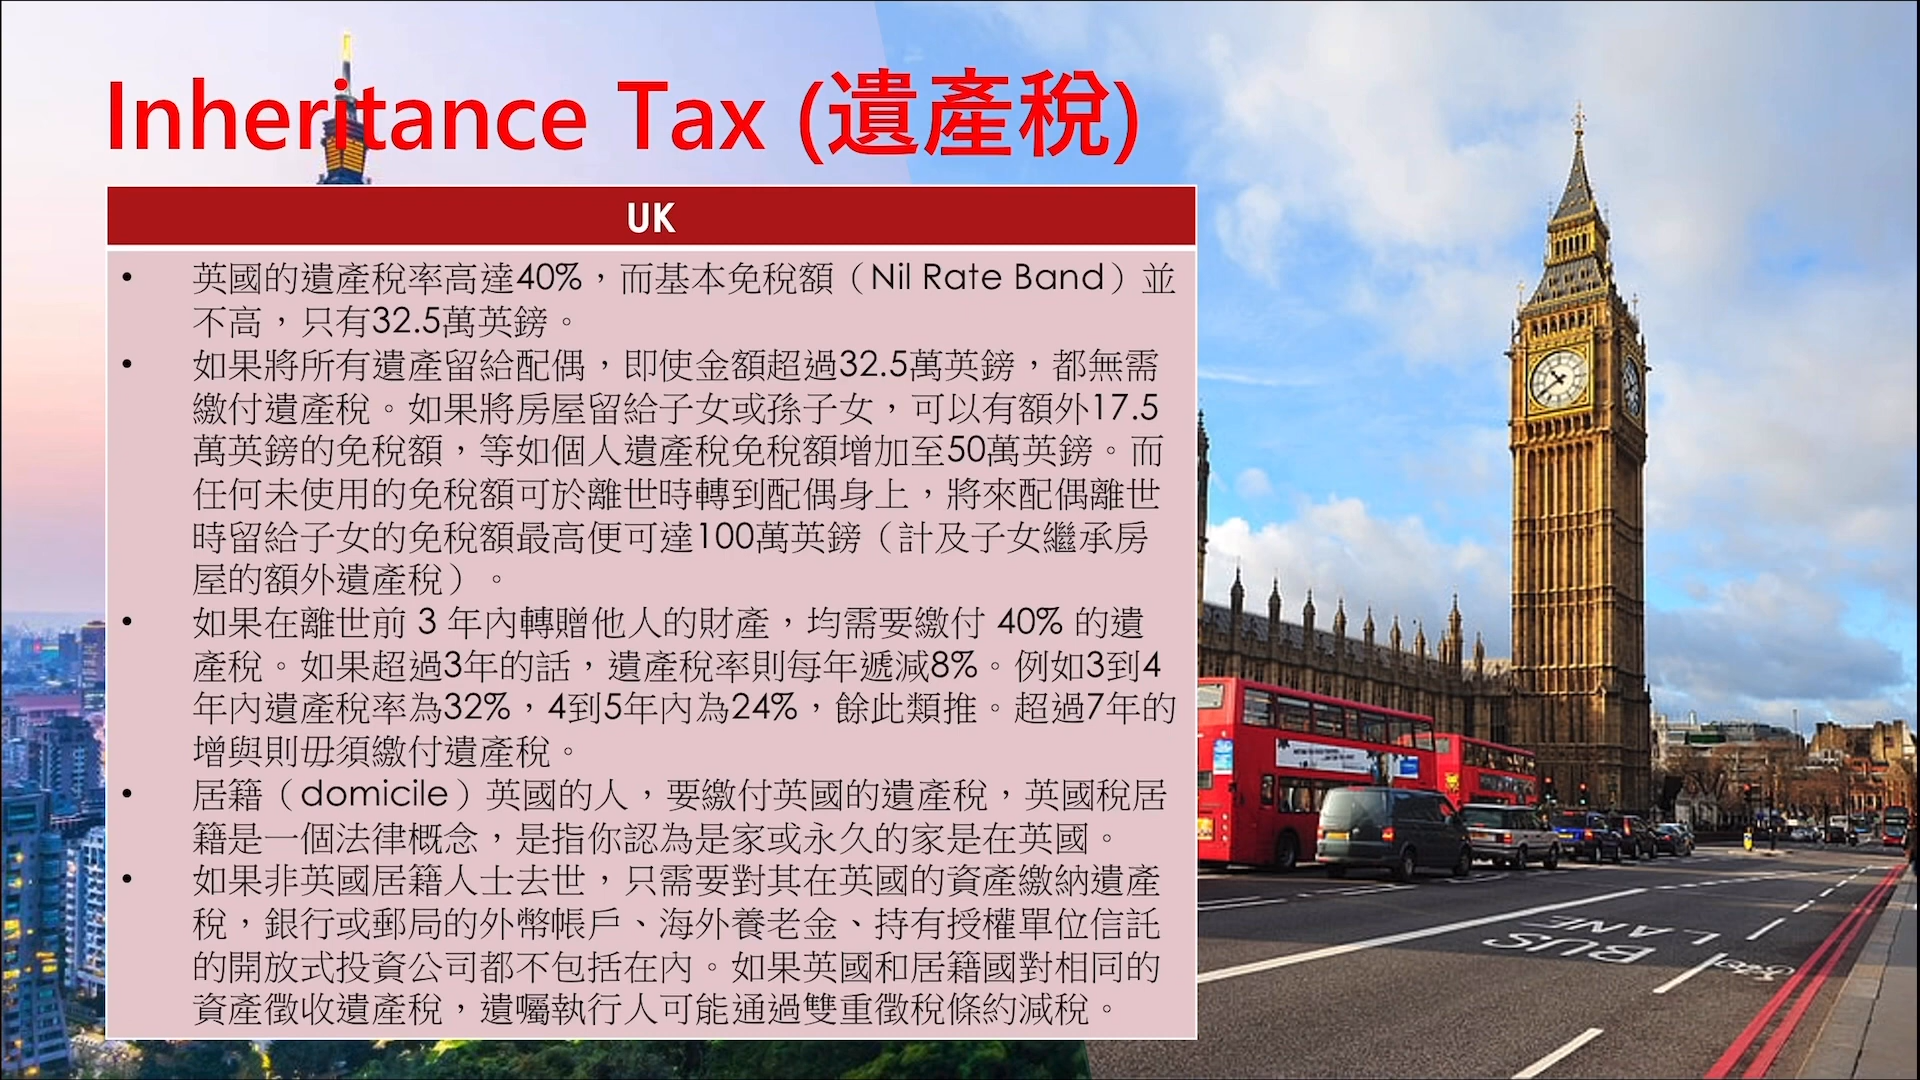 Inheritance Tax (遺產稅)
UK
• 英國的遺產稅率高達40%，而基本免稅額（Nil Rate Band）並
不高，只有32.5萬英鎊。
• 如果將所有遺產留給配偶，即使金額超過32.5萬英鎊，都無需
繳付遺產稅。如果將房屋留給子女或孫子女，可以有額外17.5
萬英鎊的免稅額，等如個人遺產稅免稅額增加至50萬英鎊。而
任何未使用的免稅額可於離世時轉到配偶身上，將來配偶離世
時留給子女的免稅額最高便可達100萬英鎊（計及子女繼承房
屋的額外遺產稅）。
• 如果在離世前 3 年內轉贈他人的財產，均需要繳付 40% 的遺
產稅。如果超過3年的話，遺產稅率則每年遞减8%。例如3到4
年內遺產稅率為32%，4到5年內為24%，餘此類推。超過7年的
增與則毋須繳付遺產稅。
• 居籍（domicile）英國的人，要繳付英國的遺產稅，英國稅居
籍是一個法律概念，是指你認為是家或永久的家是在英國。
• 如果非英國居籍人士去世，只需要對其在英國的資產繳納遺產
稅，銀行或郵局的外幣帳戶、海外養老金、持有授權單位信託
的開放式投資公司都不包括在內。如果英國和居籍國對相同的
資產徵收遺產稅，遺囑執行人可能通過雙重徵稅條約减稅。
BUS
LANE